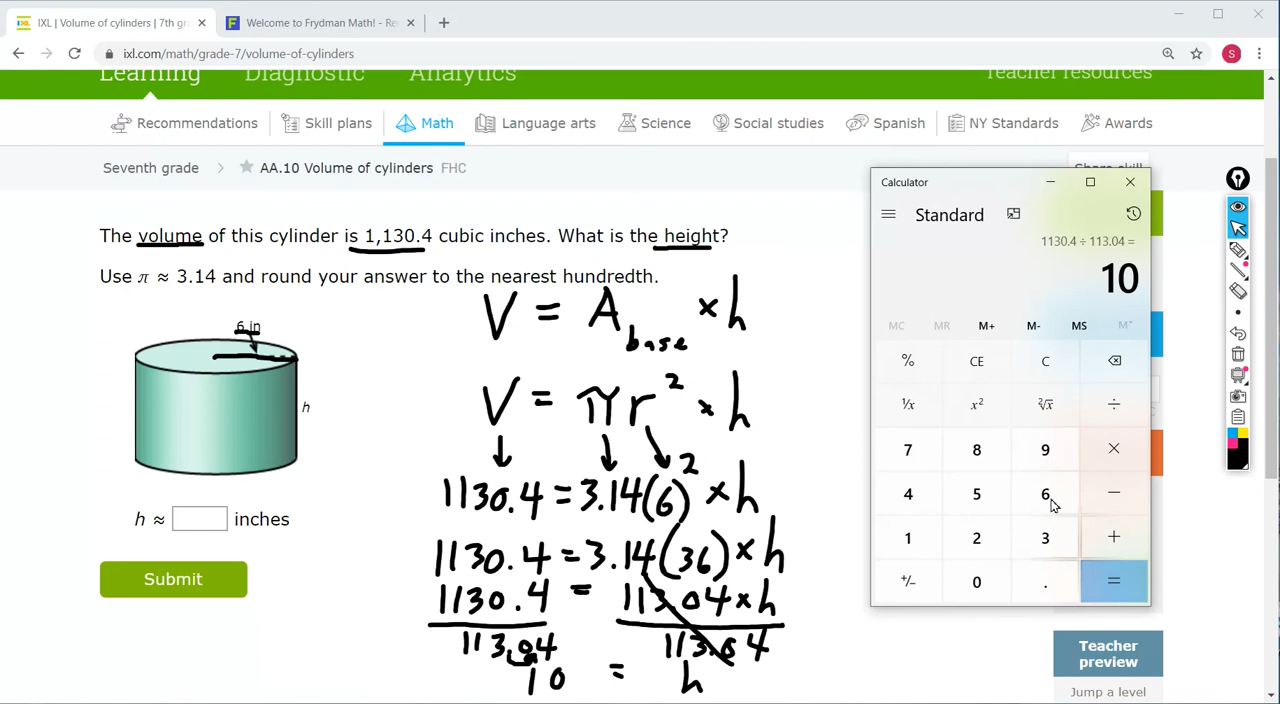 IXL | Volume of cylinders | 7th gra
Welcome to Frydman Math! - Re
ixl.com/math/grade-7/volume-of-cylinders
S
Learning Diagnostic Analytics Teacher resources
Recommendations Skill plans Math Language arts Science Social studies Spanish NY Standards Awards
Seventh grade > AA.10 Volume of cylinders FHC
Share skill
The volume of this cylinder is 1,130.4 cubic inches. What is the height?
Use π ≈ 3.14 and round your answer to the nearest hundredth.
6 in
h
h ≈ inches
Submit
V = A base × h
V = πr² × h
1130.4 = 3.14(6)² × h
1130.4 = 3.14(36) × h
1130.4 = 113.04 × h
113.04 113.04
10 = h
Calculator
Standard
1130.4 ÷ 113.04 =
10
MC MR M+ M- MS M˅
% CE C
⅟x x² ²√x ÷
7 8 9 ×
4 5 6 −
1 2 3 +
+/− 0 . =
Teacher
preview
Jump a level